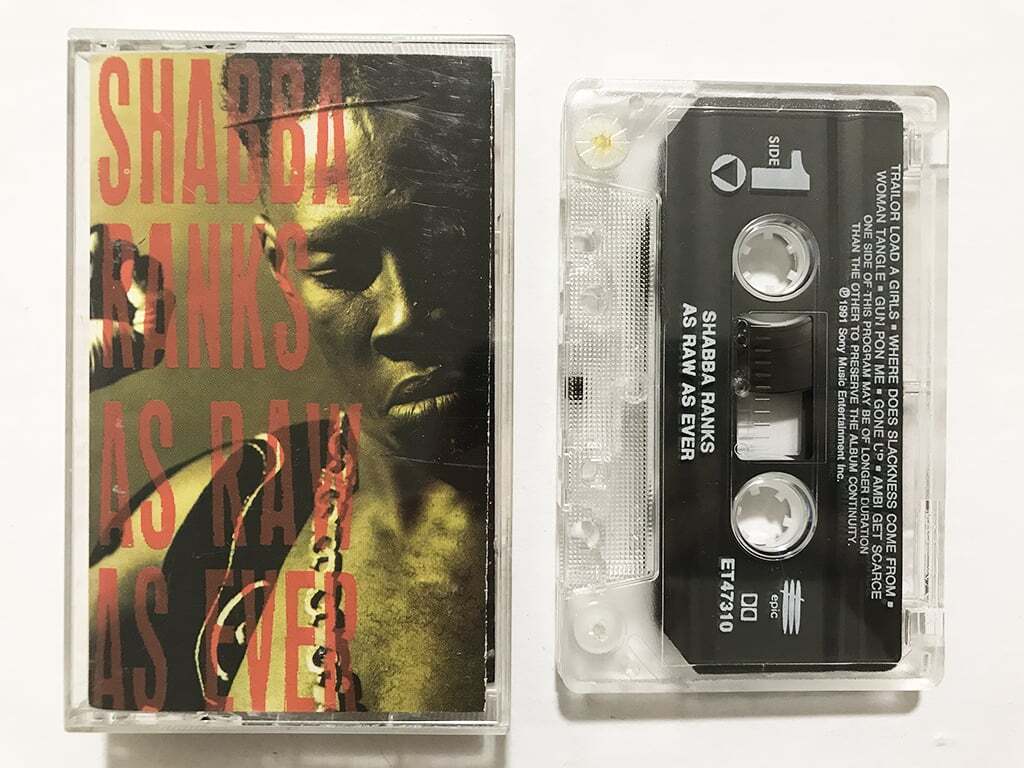 SHABBA
RANKS
AS RAW
AS EVER
SIDE
1
TRAILOR LOAD A GIRLS ■ WHERE DOES SLACKNESS COME FROM ■
WOMAN TANGLE ■ GUN PON ME ■ GONE UP ■ AMBI GET SCARCE
ONE SIDE OF THIS PROGRAM MAY BE OF LONGER DURATION
THAN THE OTHER TO PRESERVE THE ALBUM CONTINUITY.
℗1991 Sony Music Entertainment Inc.
SHABBA RANKS
AS RAW AS EVER
epic
ET47310